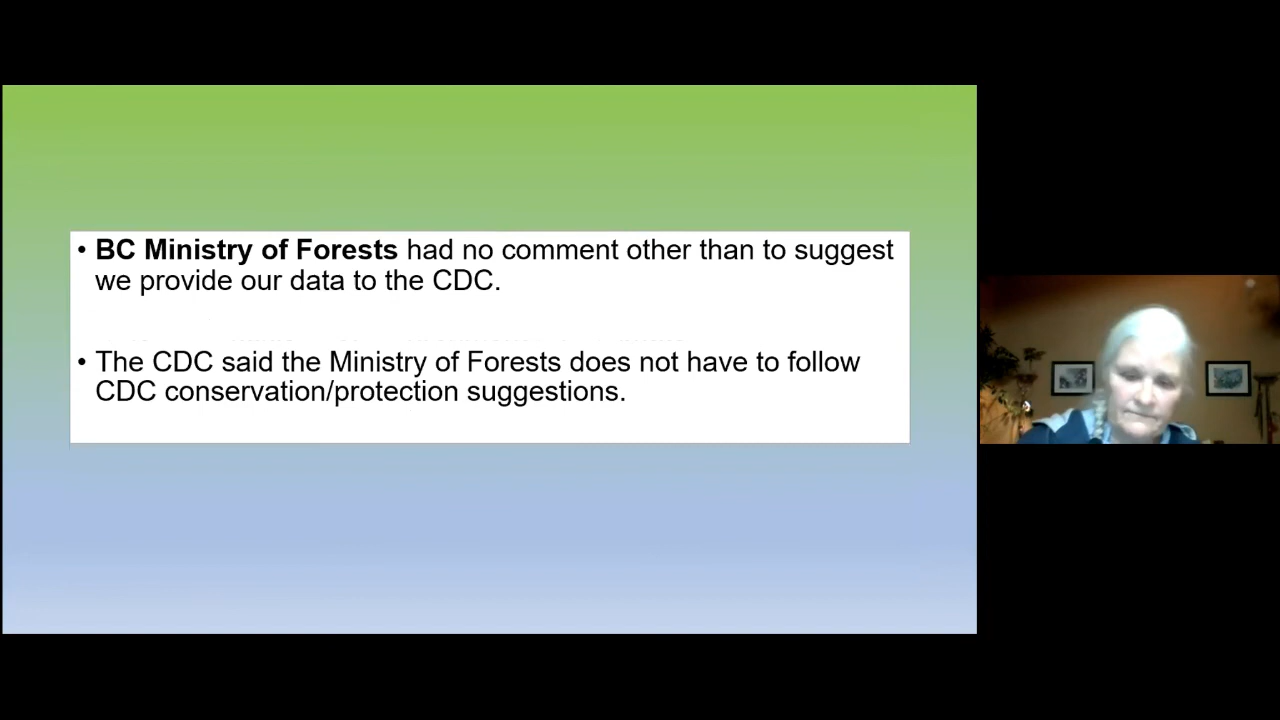 • BC Ministry of Forests had no comment other than to suggest
we provide our data to the CDC.
• The CDC said the Ministry of Forests does not have to follow
CDC conservation/protection suggestions.